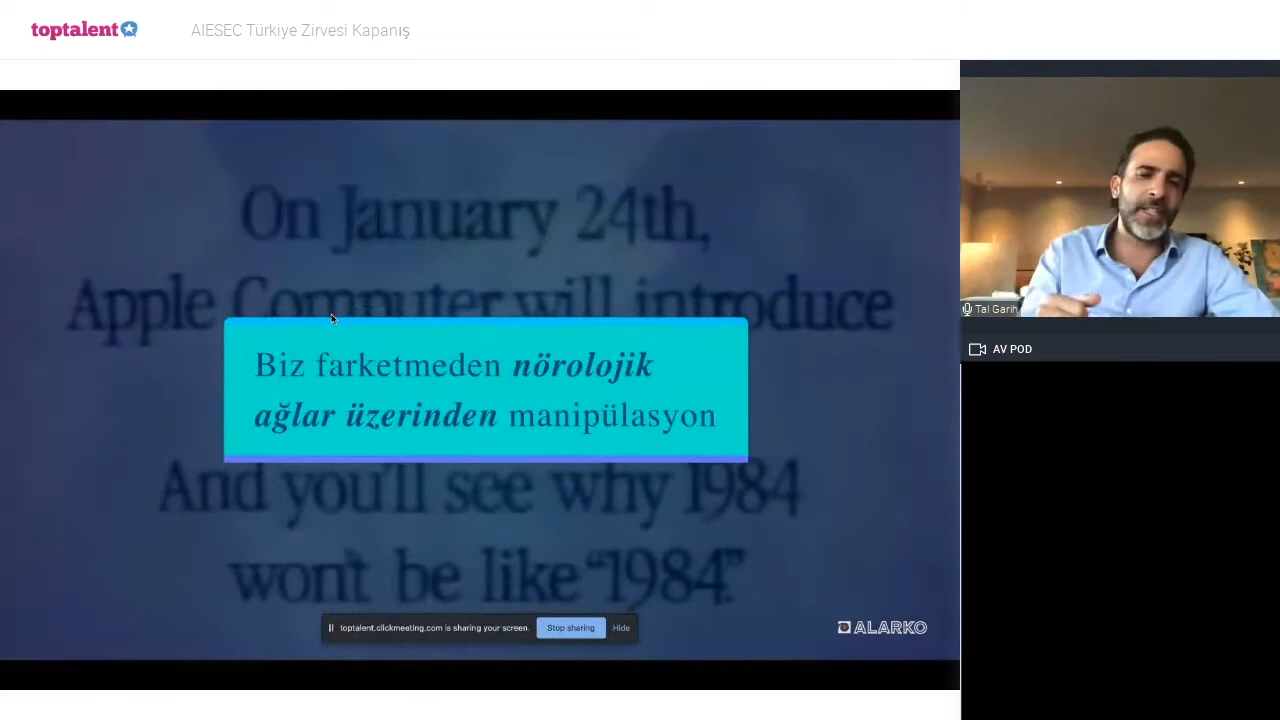 toptalent
AIESEC Türkiye Zirvesi Kapanış
On January 24th,
Apple Computer will introduce
Biz farketmeden nörolojik
ağlar üzerinden manipülasyon
And you'll see why 1984
won't be like "1984."
toptalent.clickmeeting.com is sharing your screen.
Stop sharing
Hide
ALARKO
Tal Garih
AV POD